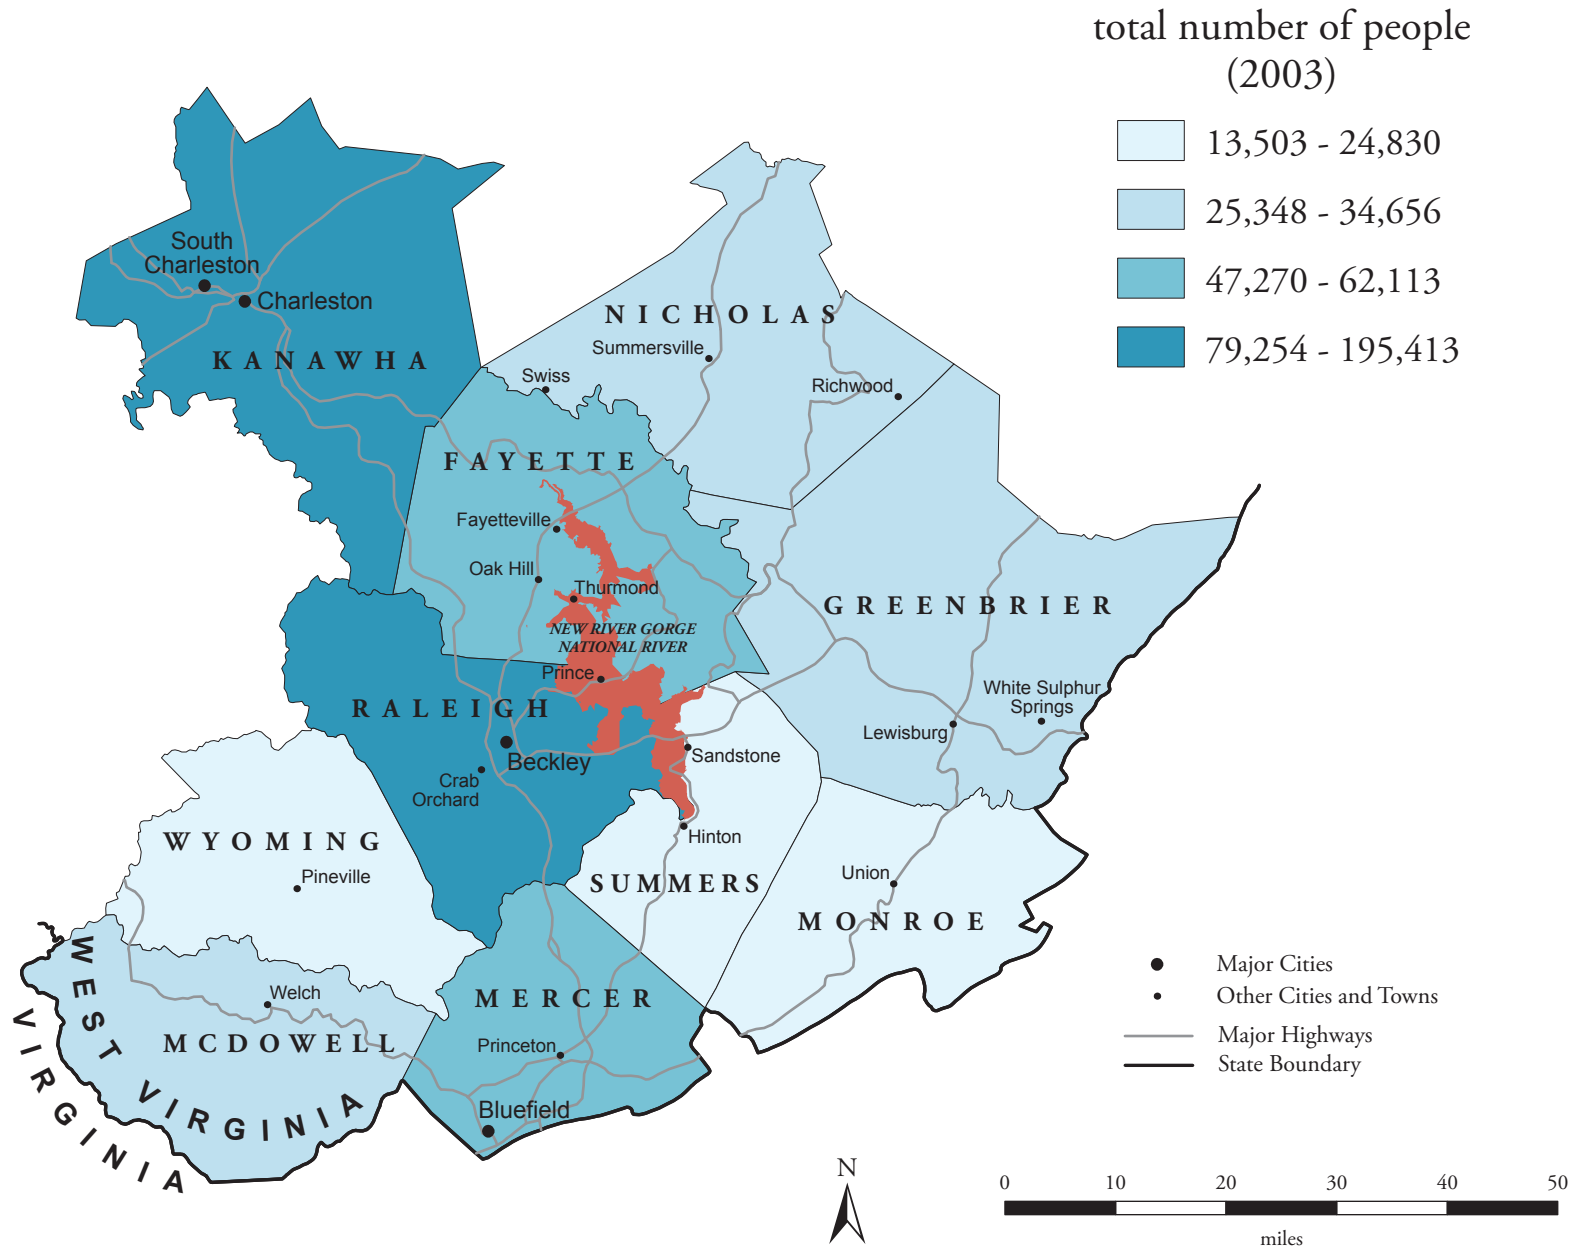 total number of people
(2003)
13,503 - 24,830
25,348 - 34,656
47,270 - 62,113
79,254 - 195,413
South
Charleston
Charleston
KANAWHA
NICHOLAS
Summersville
Swiss
Richwood
FAYETTE
Fayetteville
Oak Hill
Thurmond
NEW RIVER GORGE
NATIONAL RIVER
Prince
GREENBRIER
White Sulphur
Springs
Lewisburg
RALEIGH
Beckley
Crab
Orchard
Sandstone
Hinton
WYOMING
Pineville
SUMMERS
Union
MONROE
MERCER
Princeton
Bluefield
Welch
MCDOWELL
WEST VIRGINIA
VIRGINIA
Major Cities
Other Cities and Towns
Major Highways
State Boundary
N
0 10 20 30 40 50
miles